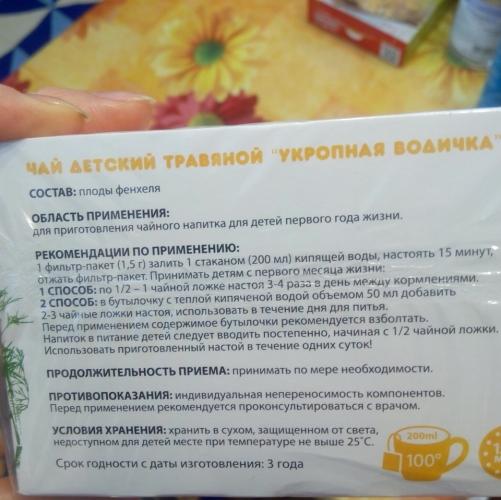 ЧАЙ ДЕТСКИЙ ТРАВЯНОЙ "УКРОПНАЯ ВОДИЧКА"
СОСТАВ: плоды фенхеля
ОБЛАСТЬ ПРИМЕНЕНИЯ:
для приготовления чайного напитка для детей первого года жизни.
РЕКОМЕНДАЦИИ ПО ПРИМЕНЕНИЮ:
1 фильтр-пакет (1,5 г) залить 1 стаканом (200 мл) кипящей воды, настоять 15 минут,
отжать фильтр-пакет. Принимать детям с первого месяца жизни:
1 СПОСОБ: по 1/2 – 1 чайной ложке настоя 3-4 раза в день между кормлениями.
2 СПОСОБ: в бутылочку с теплой кипяченой водой объемом 50 мл добавить
2-3 чайные ложки настоя, использовать в течение дня для питья.
Перед применением содержимое бутылочки рекомендуется взболтать.
Напиток в питание детей следует вводить постепенно, начиная с 1/2 чайной ложки.
Использовать приготовленный настой в течение одних суток!
ПРОДОЛЖИТЕЛЬНОСТЬ ПРИЕМА: принимать по мере необходимости.
ПРОТИВОПОКАЗАНИЯ: индивидуальная непереносимость компонентов.
Перед применением рекомендуется проконсультироваться с врачом.
УСЛОВИЯ ХРАНЕНИЯ: хранить в сухом, защищенном от света,
недоступном для детей месте при температуре не выше 25˚С.
Срок годности с даты изготовления: 3 года
200ml
100°